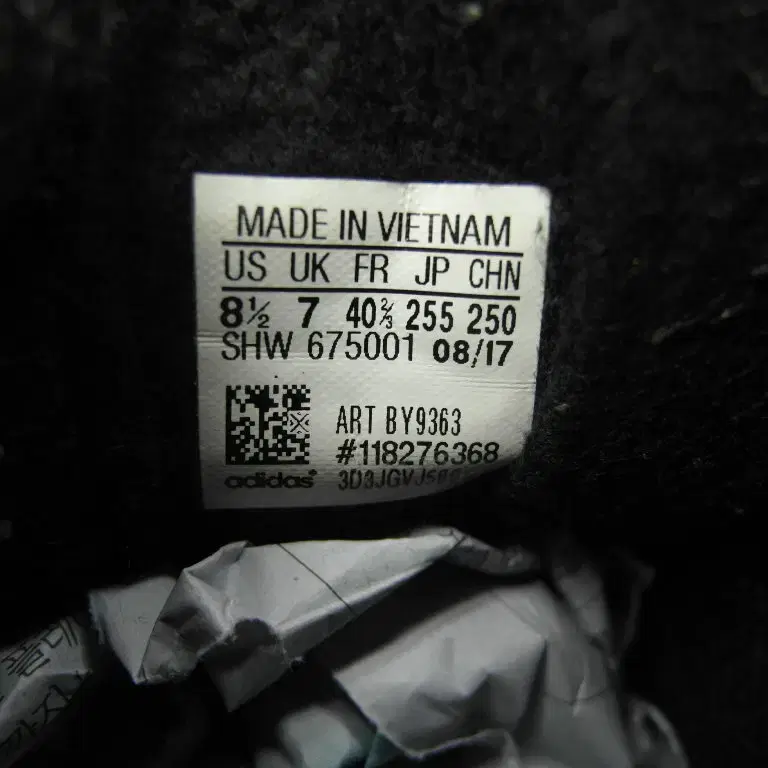 MADE IN VIETNAM
US UK FR JP CHN
8½ 7 40⅔ 255 250
SHW 675001 08/17
ART BY9363
#118276368
adidas